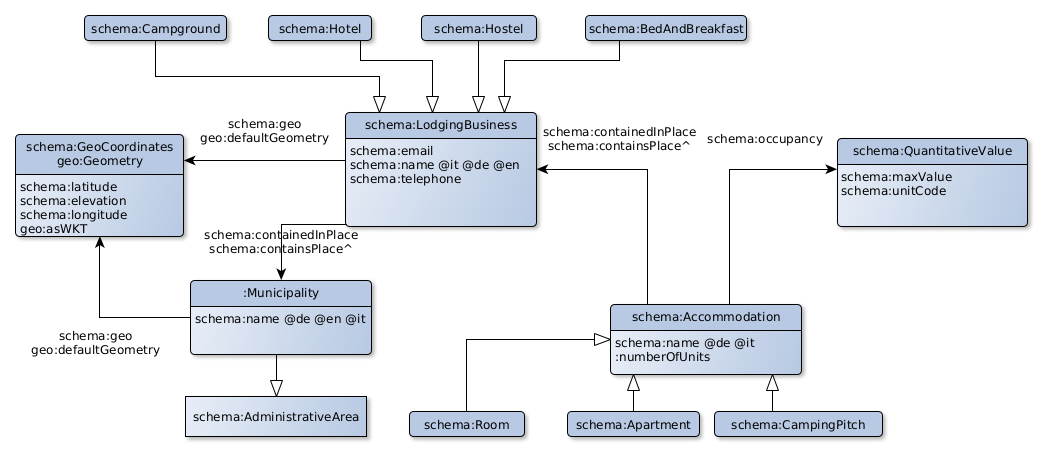 schema:Campground
schema:Hotel
schema:Hostel
schema:BedAndBreakfast
schema:LodgingBusiness
schema:email
schema:name @it @de @en
schema:telephone
schema:geo
geo:defaultGeometry
schema:containedInPlace
schema:containsPlace^
schema:occupancy
schema:GeoCoordinates
geo:Geometry
schema:latitude
schema:elevation
schema:longitude
geo:asWKT
schema:QuantitativeValue
schema:maxValue
schema:unitCode
schema:containedInPlace
schema:containsPlace^
:Municipality
schema:name @de @en @it
schema:geo
geo:defaultGeometry
schema:Accommodation
schema:name @de @it
:numberOfUnits
schema:AdministrativeArea
schema:Room
schema:Apartment
schema:CampingPitch